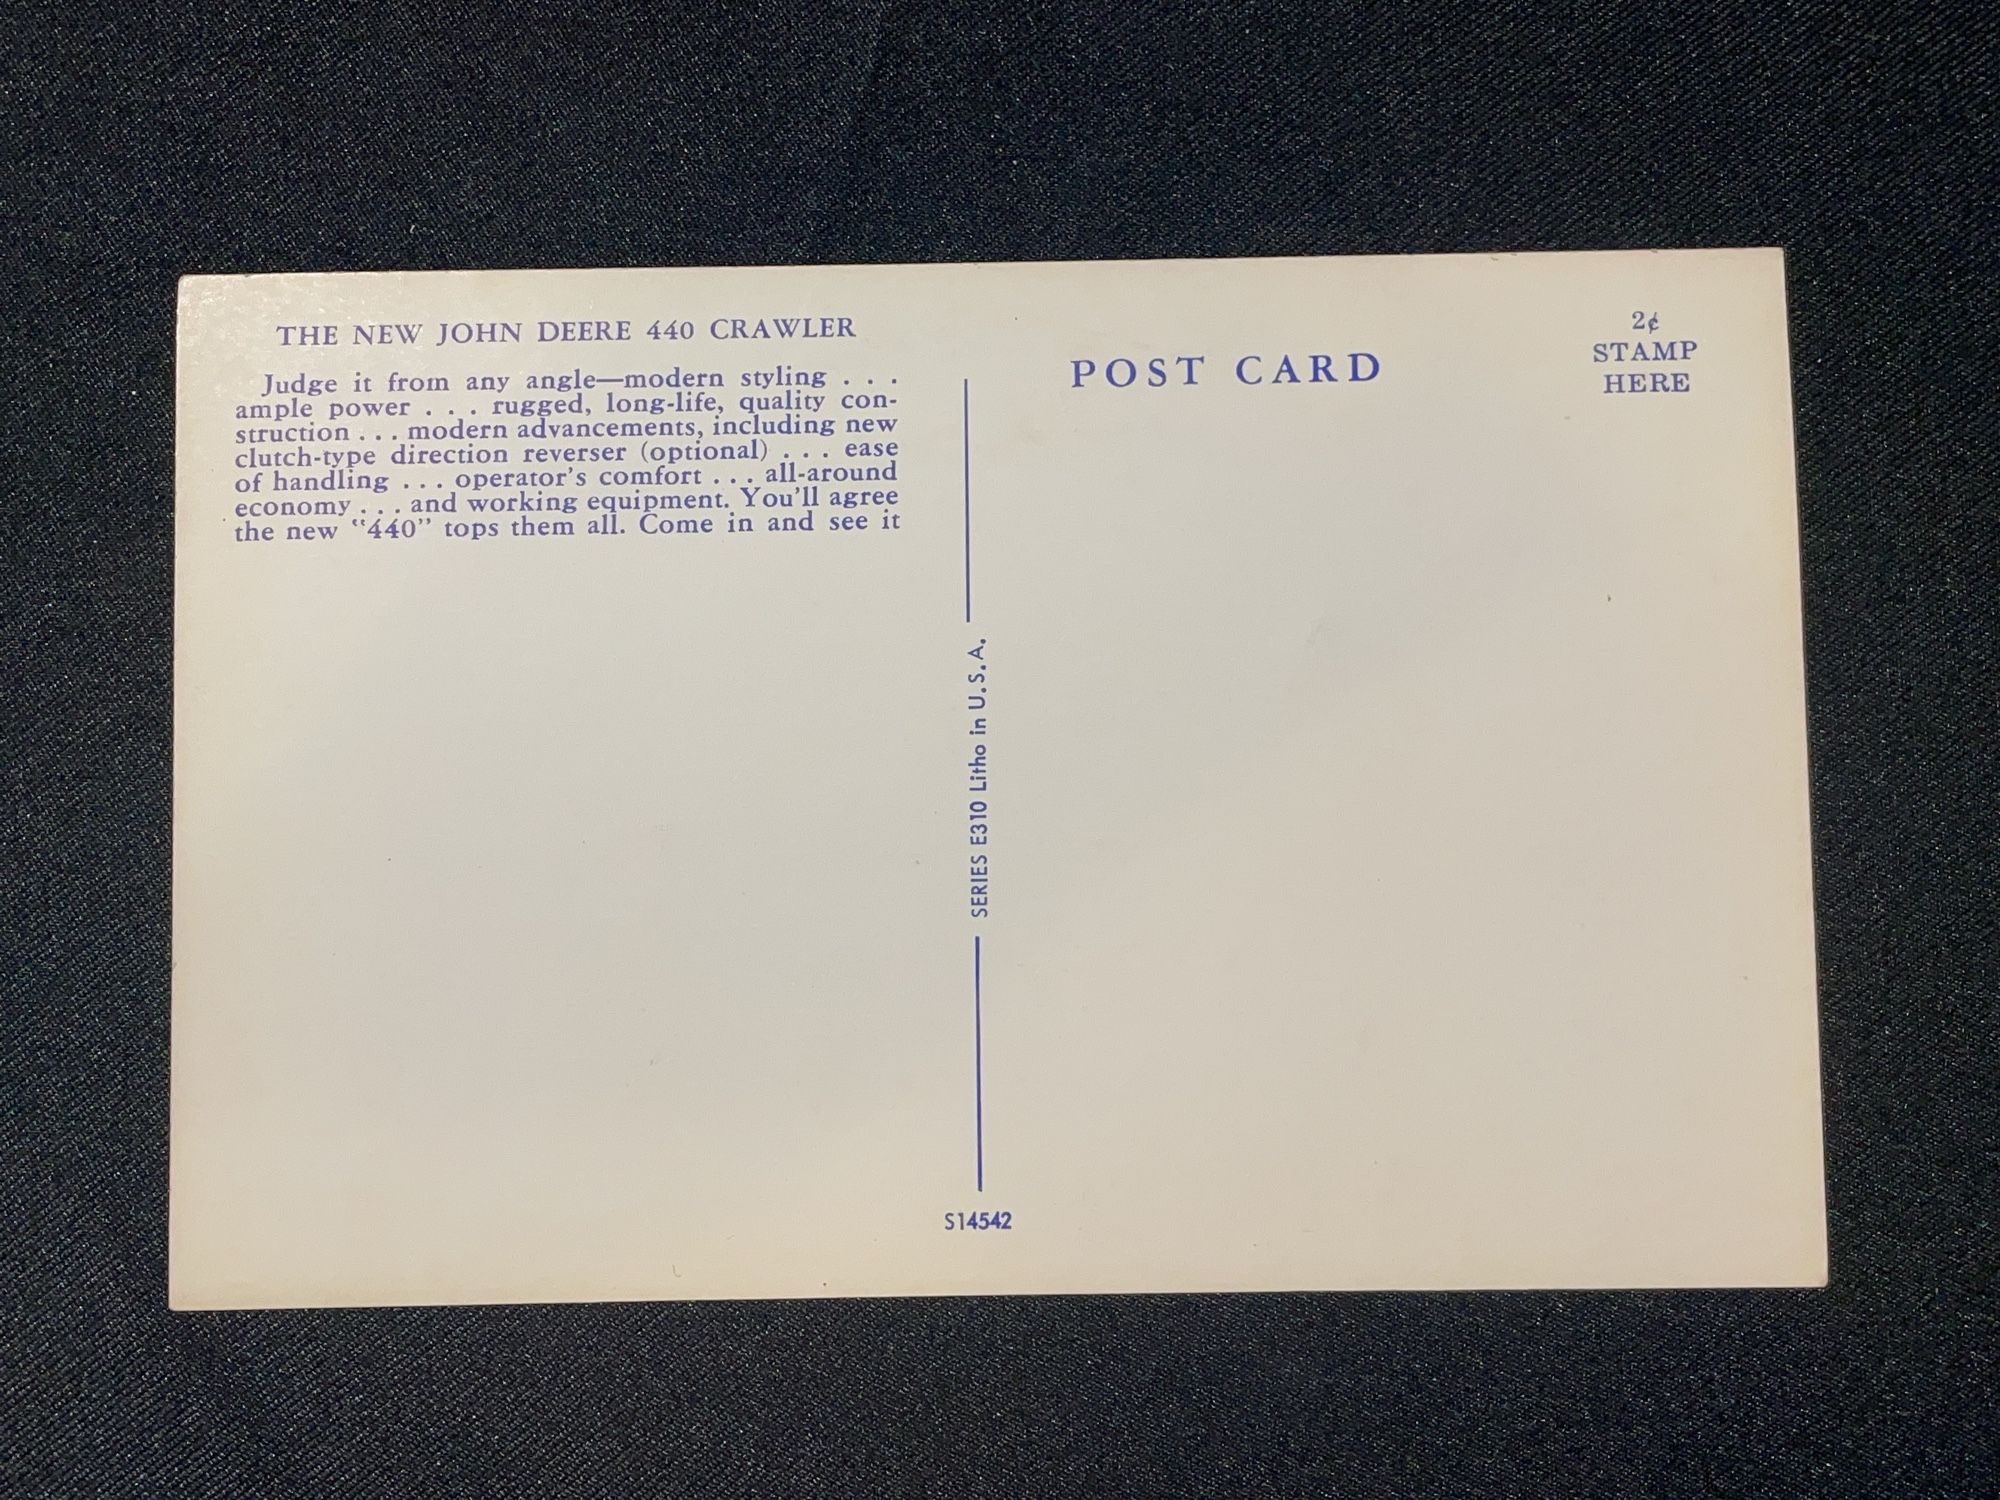 THE NEW JOHN DEERE 440 CRAWLER
Judge it from any angle—modern styling . . .
ample power . . . rugged, long-life, quality con-
struction . . . modern advancements, including new
clutch-type direction reverser (optional) . . . ease
of handling . . . operator's comfort . . . all-around
economy . . . and working equipment. You'll agree
the new "440" tops them all. Come in and see it
SERIES E310 Litho in U.S.A.
S14542
POST CARD
2¢
STAMP
HERE